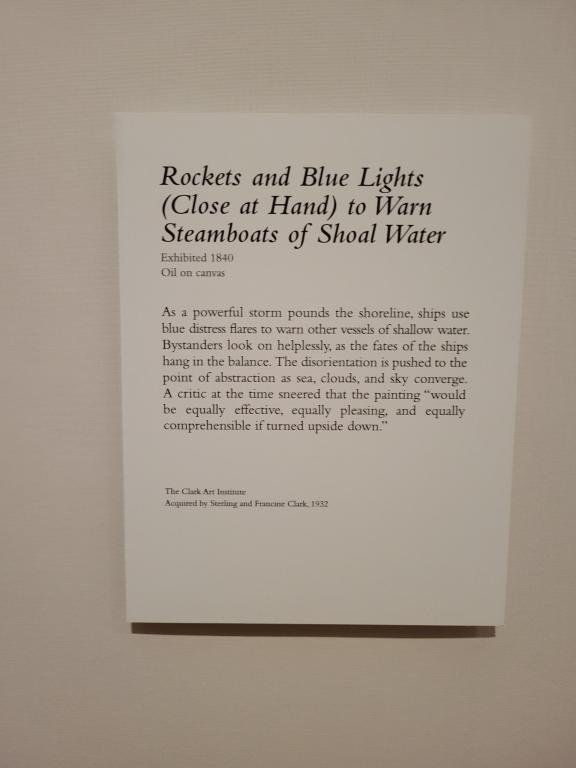 Rockets and Blue Lights
(Close at Hand) to Warn
Steamboats of Shoal Water
Exhibited 1840
Oil on canvas
As a powerful storm pounds the shoreline, ships use
blue distress flares to warn other vessels of shallow water.
Bystanders look on helplessly, as the fates of the ships
hang in the balance. The disorientation is pushed to the
point of abstraction as sea, clouds, and sky converge.
A critic at the time sneered that the painting “would
be equally effective, equally pleasing, and equally
comprehensible if turned upside down.”
The Clark Art Institute
Acquired by Sterling and Francine Clark, 1932